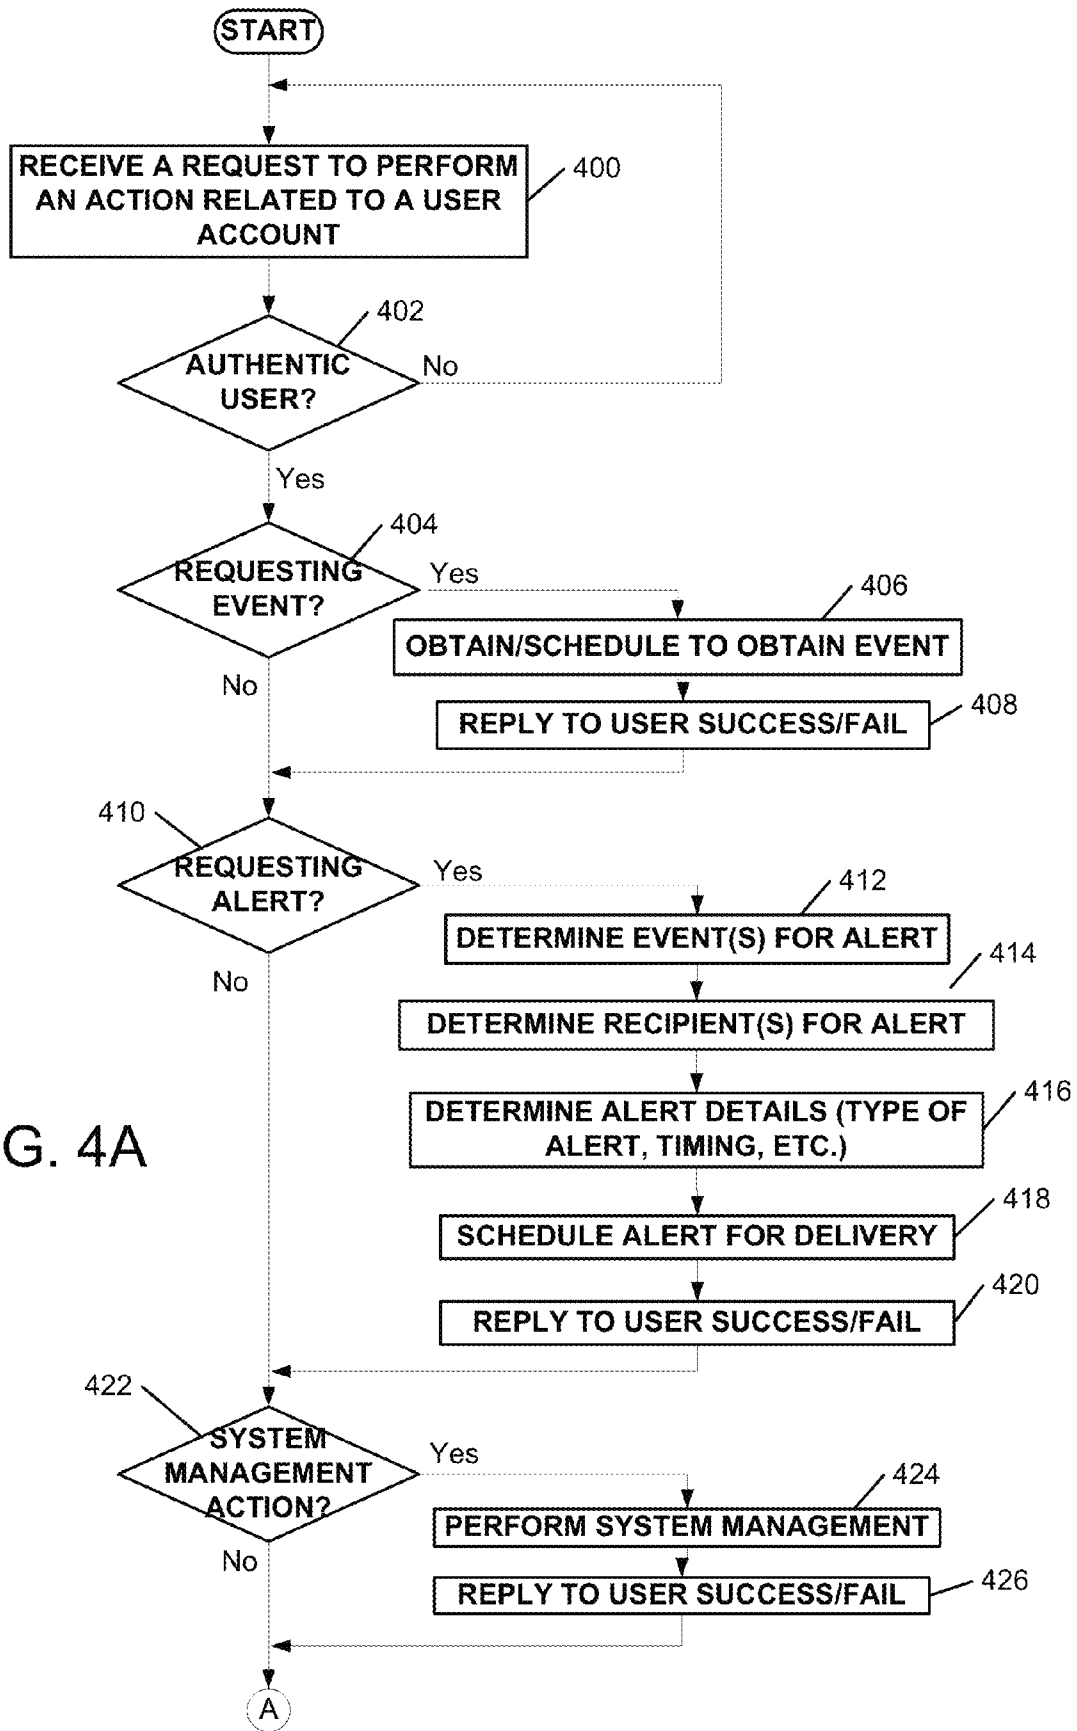 START
RECEIVE A REQUEST TO PERFORM
AN ACTION RELATED TO A USER
ACCOUNT
400
402
AUTHENTIC
USER?
No
Yes
404
REQUESTING
EVENT?
Yes
406
OBTAIN/SCHEDULE TO OBTAIN EVENT
No
408
REPLY TO USER SUCCESS/FAIL
410
REQUESTING
ALERT?
Yes
412
DETERMINE EVENT(S) FOR ALERT
No
414
DETERMINE RECIPIENT(S) FOR ALERT
416
DETERMINE ALERT DETAILS (TYPE OF
ALERT, TIMING, ETC.)
G. 4A
418
SCHEDULE ALERT FOR DELIVERY
420
REPLY TO USER SUCCESS/FAIL
422
SYSTEM
MANAGEMENT
ACTION?
Yes
424
PERFORM SYSTEM MANAGEMENT
No
426
REPLY TO USER SUCCESS/FAIL
A